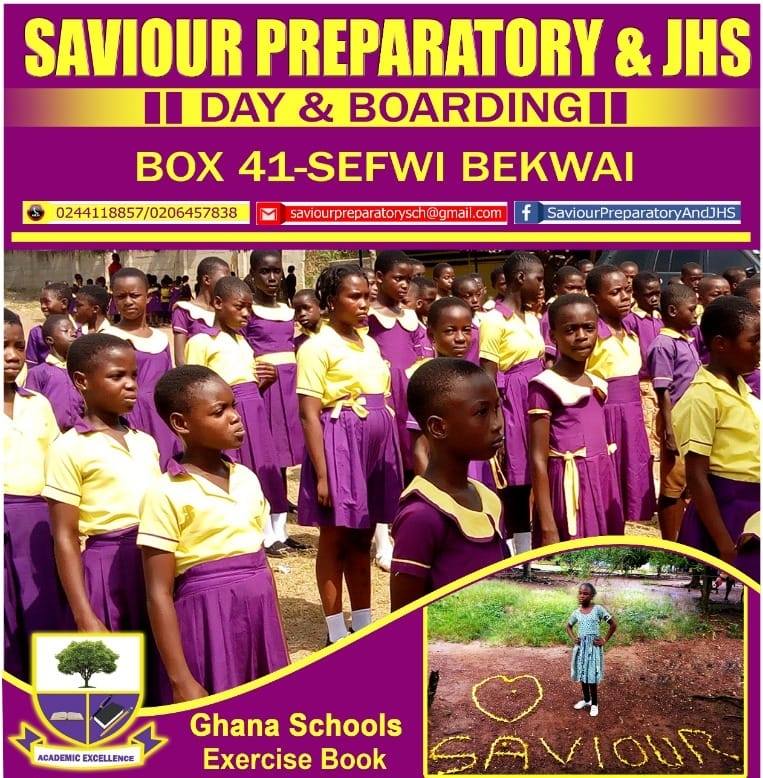 SAVIOUR PREPARATORY & JHS
DAY & BOARDING
BOX 41-SEFWI BEKWAI
0244118857/0206457838 saviourpreparatorysch@gmail.com SaviourPreparatoryAndJHS
ACADEMIC EXCELLENCE
Ghana Schools
Exercise Book
SAVIOUR